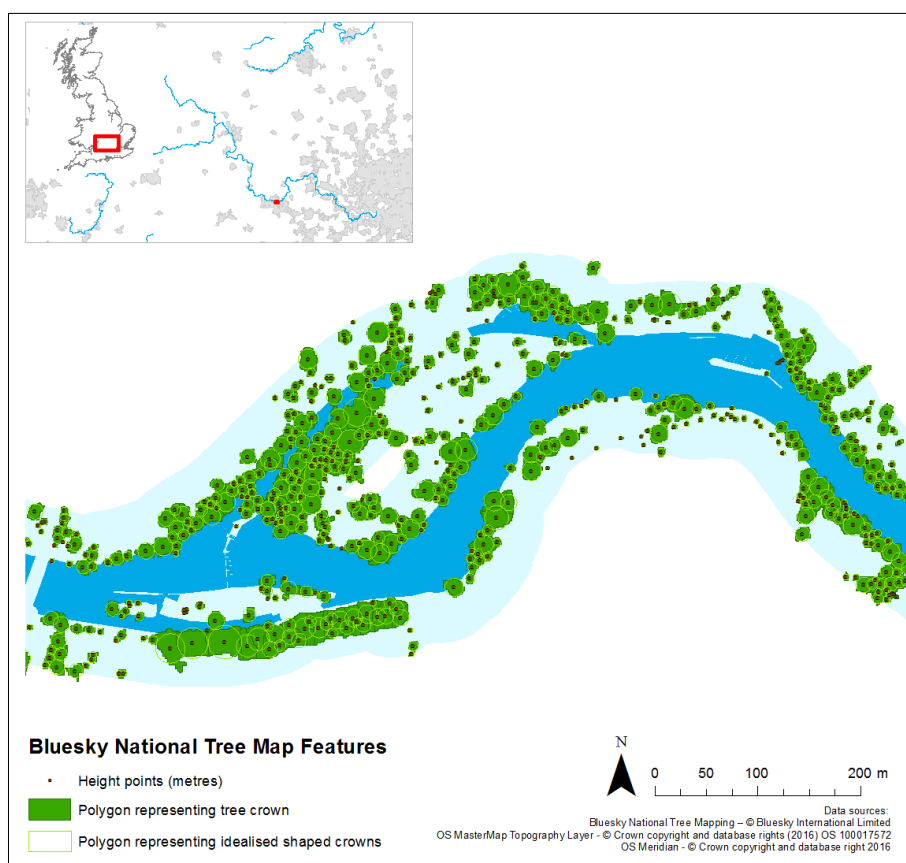 Bluesky National Tree Map Features
Height points (metres)
Polygon representing tree crown
Polygon representing idealised shaped crowns
N
0 50 100 200 m
Data sources:
Bluesky National Tree Mapping – © Bluesky International Limited
OS MasterMap Topography Layer - © Crown copyright and database rights (2016) OS 100017572
OS Meridian - © Crown copyright and database right 2016